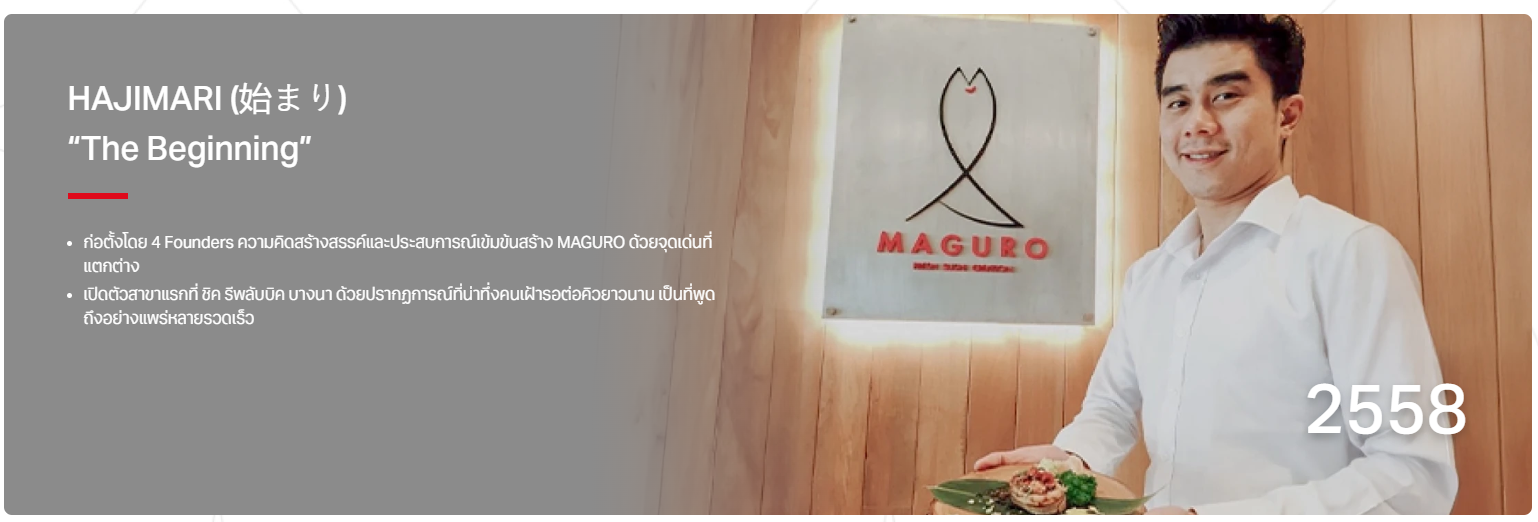 HAJIMARI (始まり)
“The Beginning”
• ก่อตั้งโดย 4 Founders ความคิดสร้างสรรค์และประสบการณ์เข้มข้นสร้าง MAGURO ด้วยจุดเด่นที่
แตกต่าง
• เปิดตัวสาขาแรกที่ ชิค รีพลับบิค บางนา ด้วยปรากฏการณ์ที่น่าทึ่งคนเฝ้ารอต่อคิวยาวนาน เป็นที่พูด
ถึงอย่างแพร่หลายรวดเร็ว
MAGURO
2558